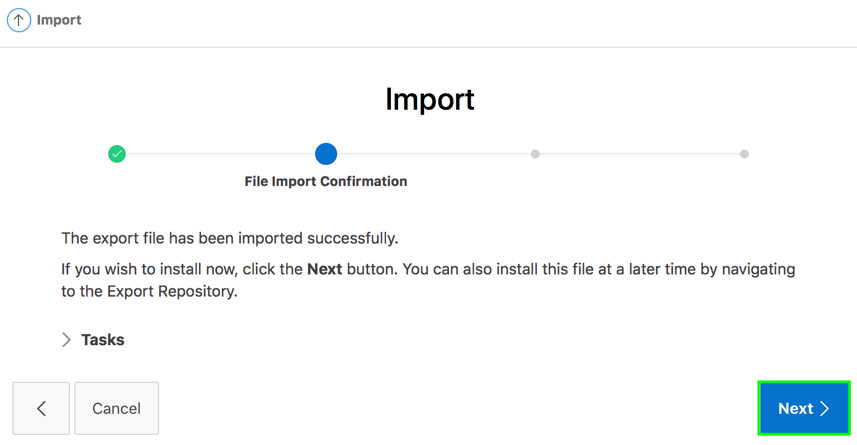 Import
Import
File Import Confirmation
The export file has been imported successfully.
If you wish to install now, click the Next button. You can also install this file at a later time by navigating
to the Export Repository.
Tasks
Cancel
Next